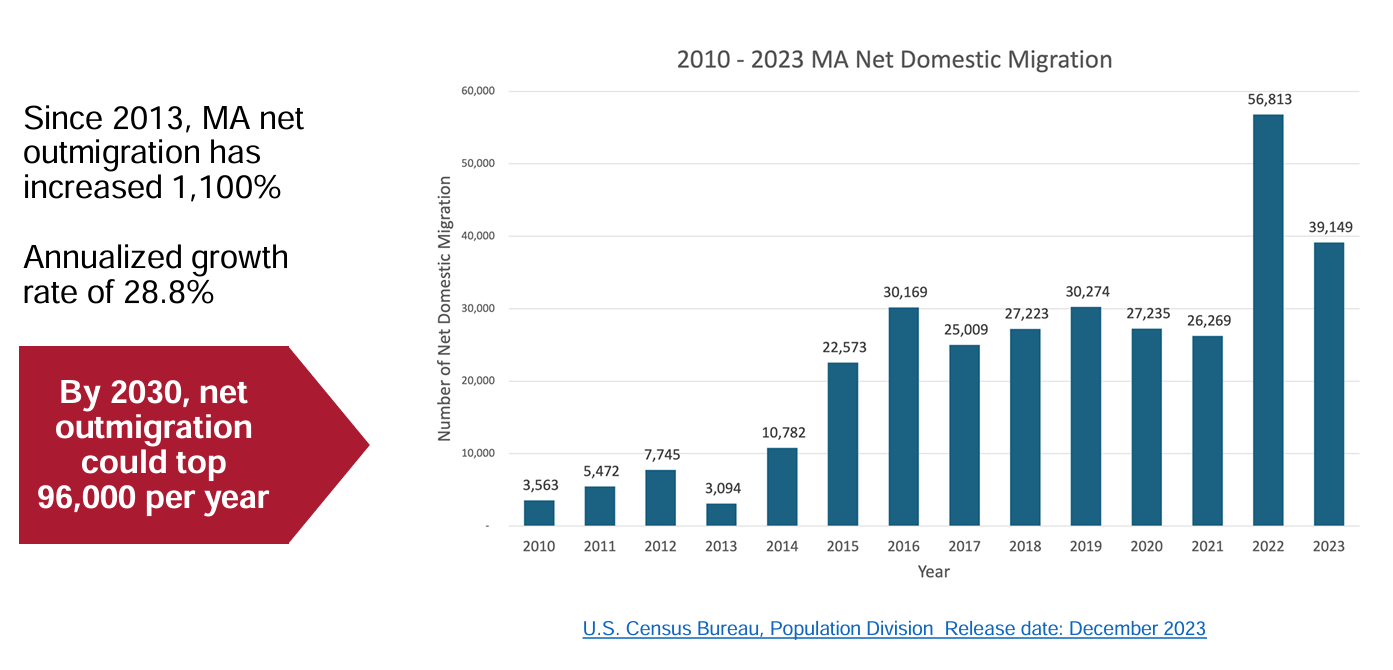 2010 - 2023 MA Net Domestic Migration
Since 2013, MA net
outmigration has
increased 1,100%
Annualized growth
rate of 28.8%
By 2030, net
outmigration
could top
96,000 per year
Number of Net Domestic Migration
60,000
50,000
40,000
30,000
20,000
10,000
-
3,563
5,472
7,745
3,094
10,782
22,573
30,169
25,009
27,223
30,274
27,235
26,269
56,813
39,149
2010 2011 2012 2013 2014 2015 2016 2017 2018 2019 2020 2021 2022 2023
Year
U.S. Census Bureau, Population Division  Release date: December 2023